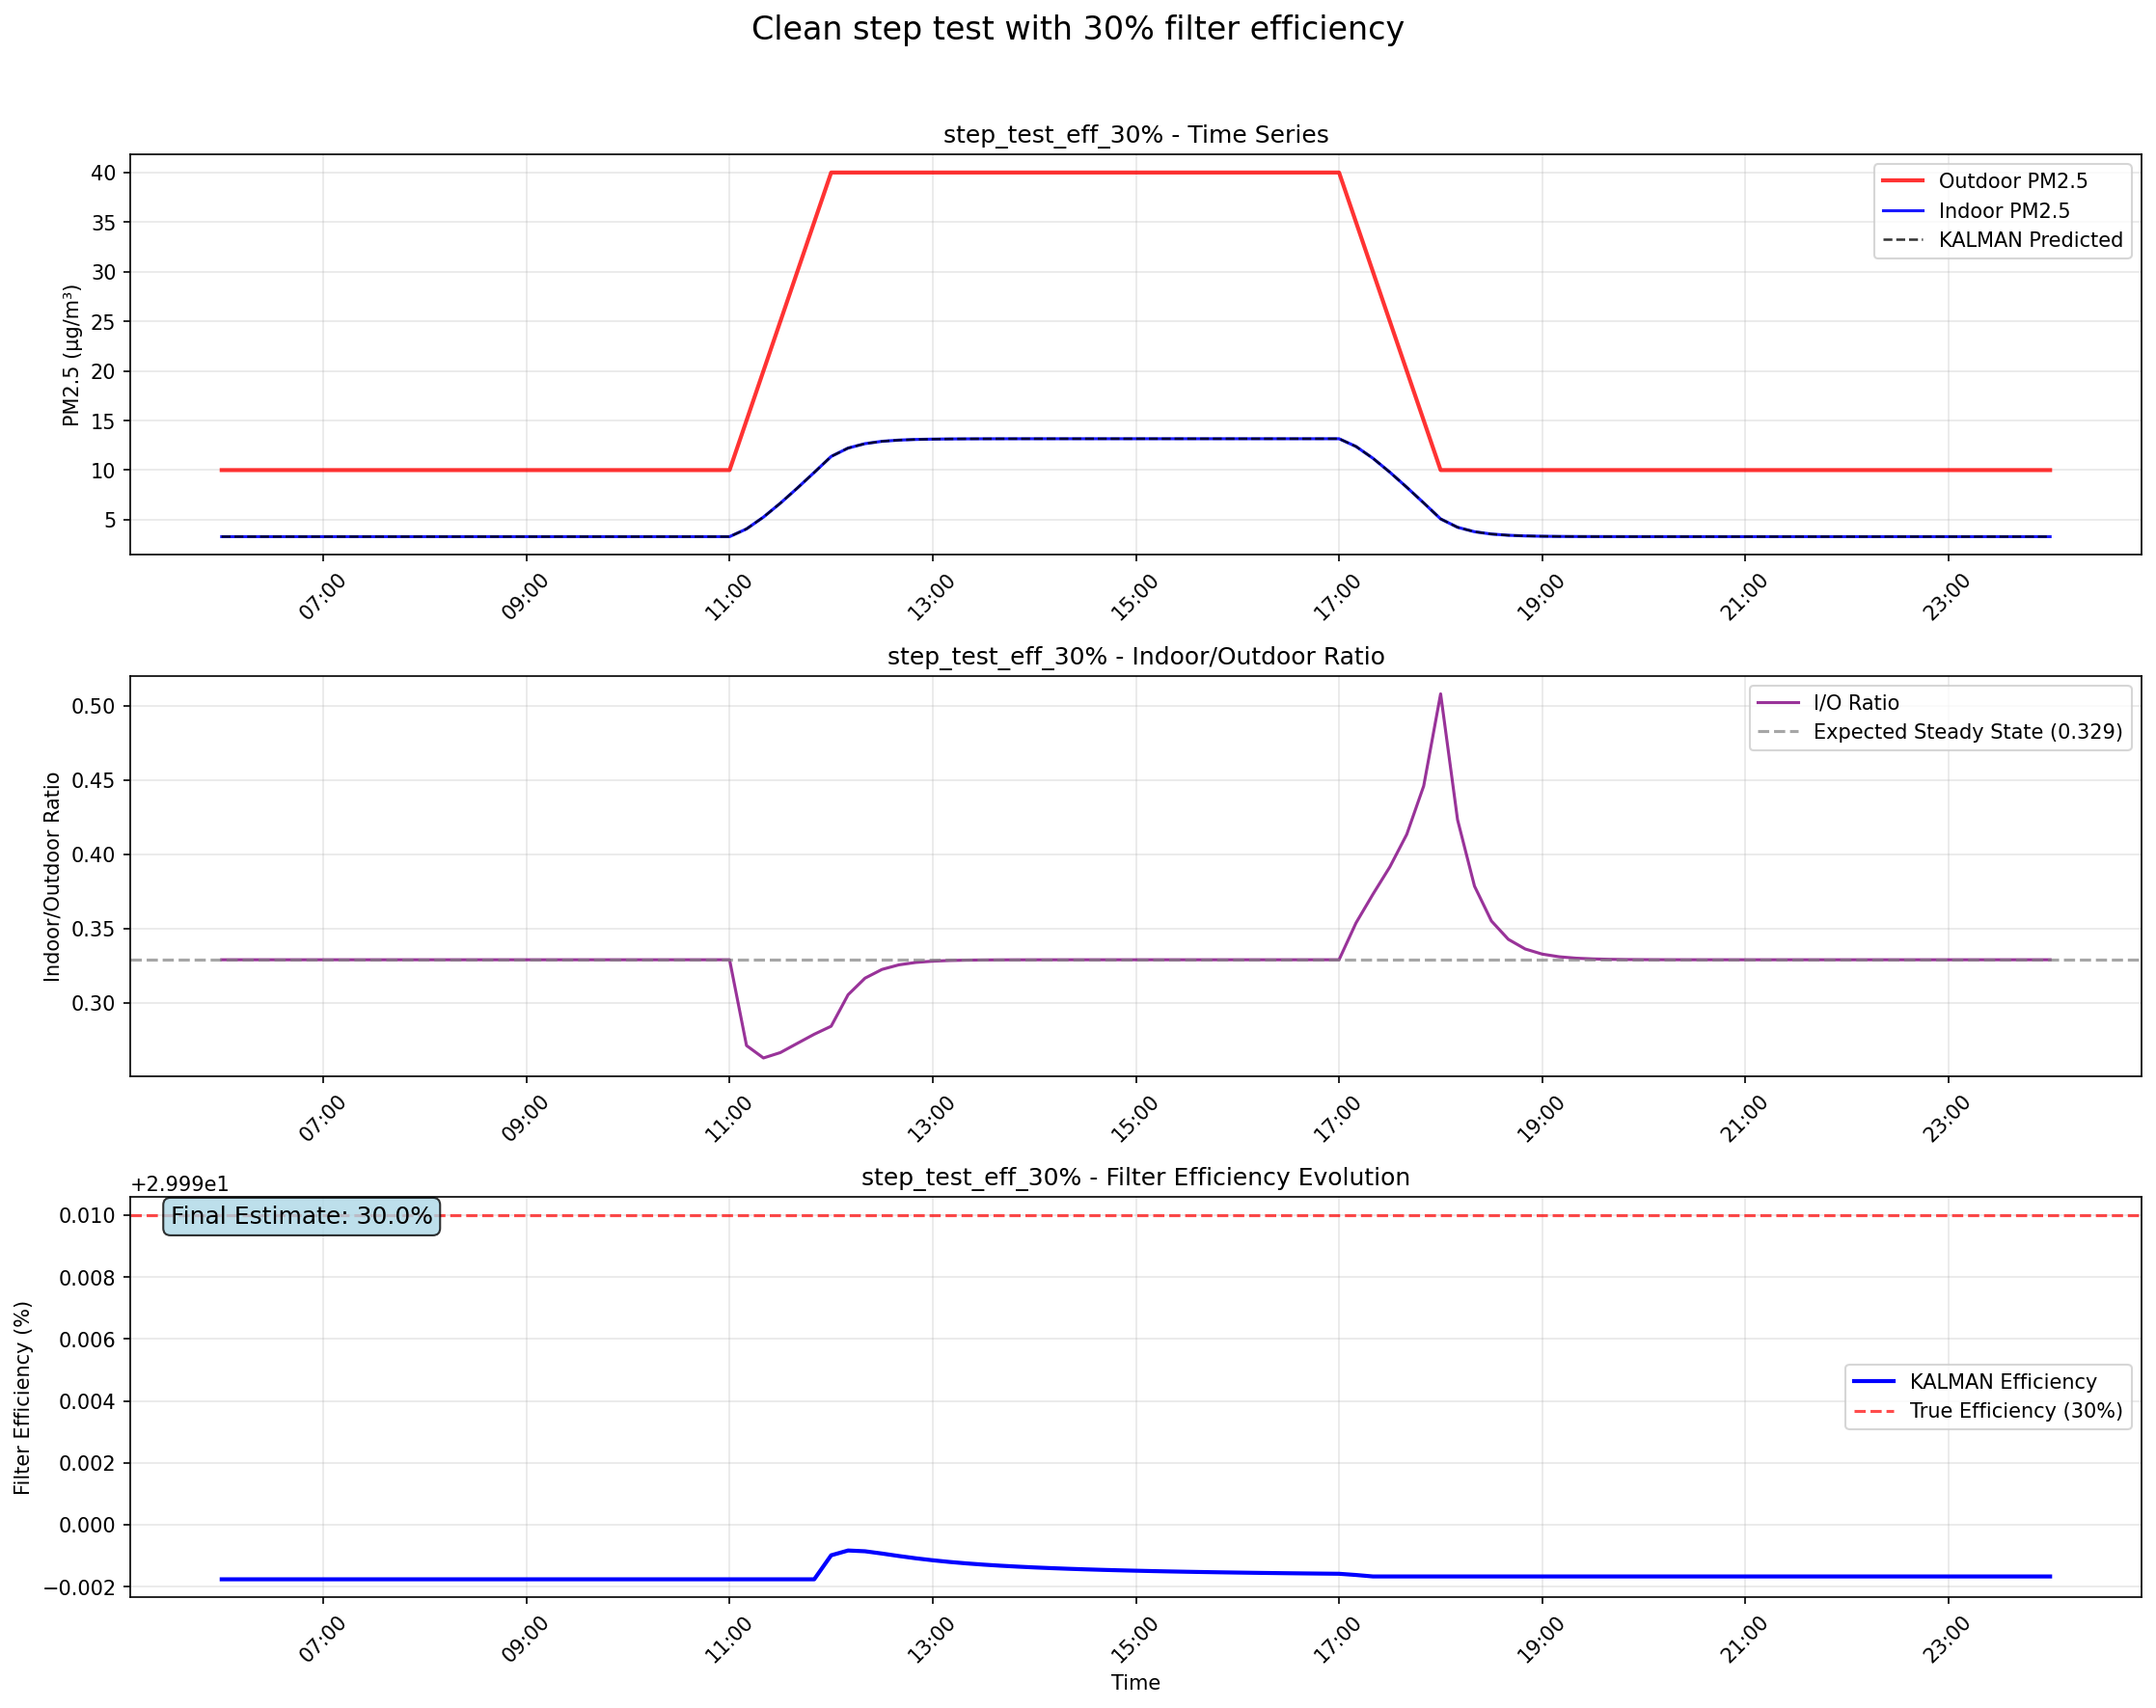 Clean step test with 30% filter efficiency
step_test_eff_30% - Time Series
PM2.5 (µg/m³)
40
35
30
25
20
15
10
5
Outdoor PM2.5
Indoor PM2.5
KALMAN Predicted
07:00
09:00
11:00
13:00
15:00
17:00
19:00
21:00
23:00
step_test_eff_30% - Indoor/Outdoor Ratio
Indoor/Outdoor Ratio
0.50
0.45
0.40
0.35
0.30
I/O Ratio
Expected Steady State (0.329)
07:00
09:00
11:00
13:00
15:00
17:00
19:00
21:00
23:00
step_test_eff_30% - Filter Efficiency Evolution
+2.999e1
Filter Efficiency (%)
0.010
0.008
0.006
0.004
0.002
0.000
−0.002
Final Estimate: 30.0%
KALMAN Efficiency
True Efficiency (30%)
07:00
09:00
11:00
13:00
15:00
17:00
19:00
21:00
23:00
Time